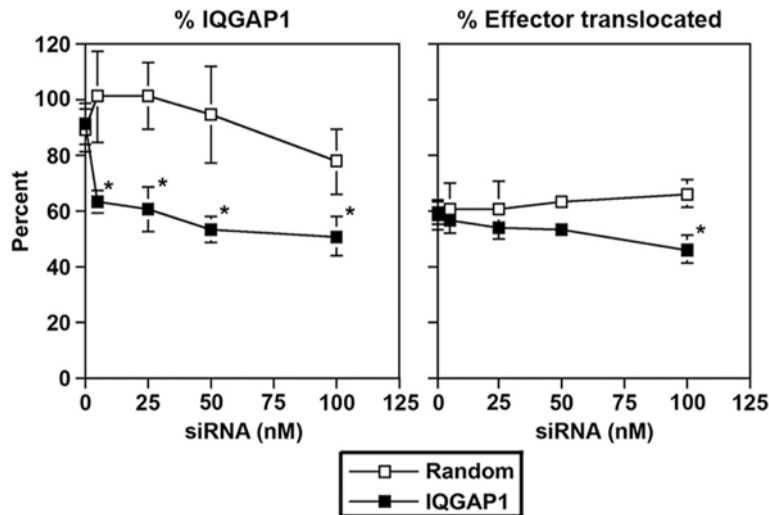 % IQGAP1
% Effector translocated
Percent
120
100
80
60
40
20
0
*
*
*
*
*
0 25 50 75 100 125
0 25 50 75 100 125
siRNA (nM)
siRNA (nM)
Random
IQGAP1